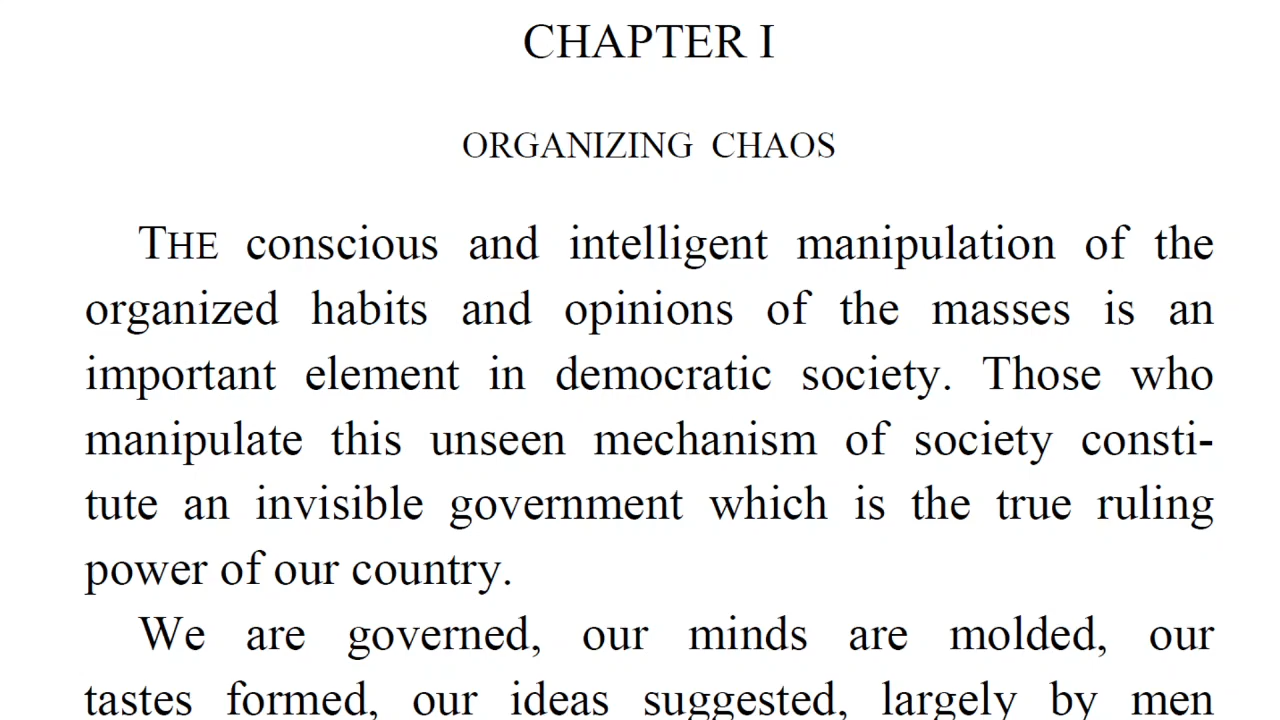 CHAPTER I
ORGANIZING CHAOS
THE conscious and intelligent manipulation of the
organized habits and opinions of the masses is an
important element in democratic society. Those who
manipulate this unseen mechanism of society consti-
tute an invisible government which is the true ruling
power of our country.
We are governed, our minds are molded, our
tastes formed, our ideas suggested, largely by men